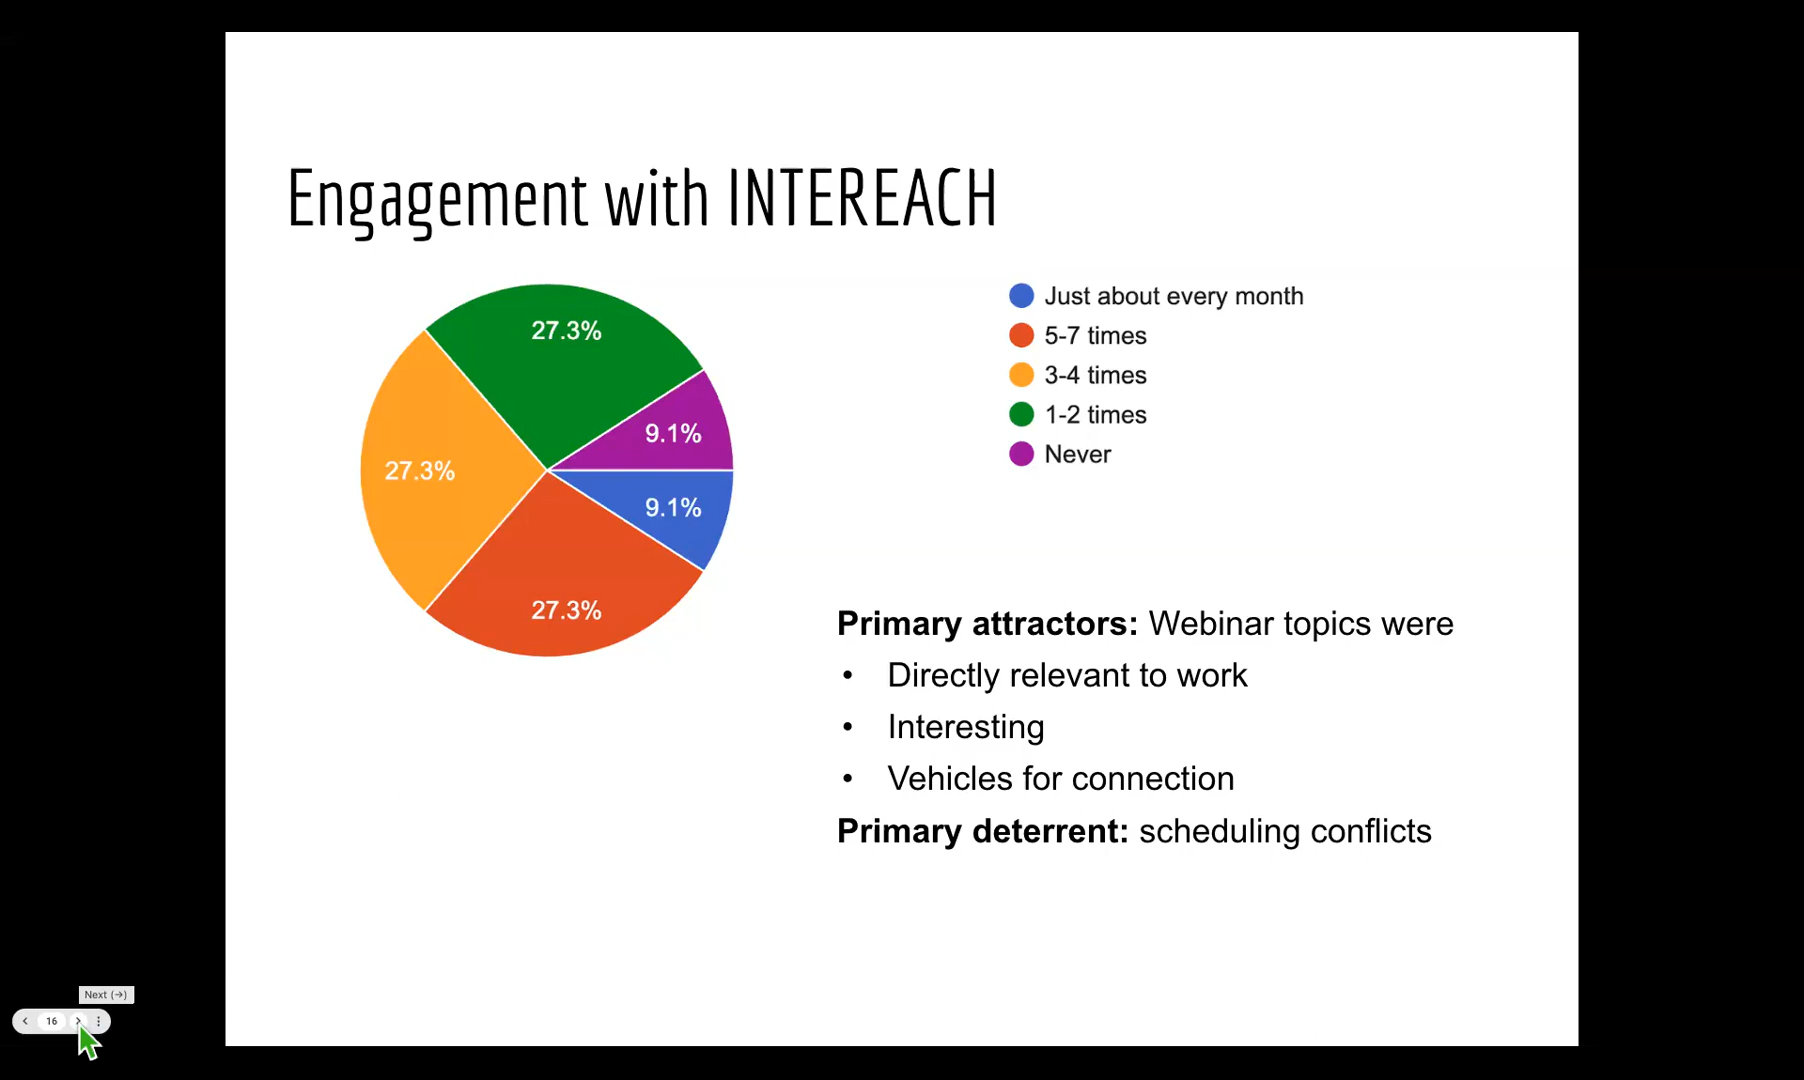 Engagement with INTEREACH
27.3%
9.1%
27.3%
9.1%
27.3%
Just about every month
5-7 times
3-4 times
1-2 times
Never
Primary attractors: Webinar topics were
• Directly relevant to work
• Interesting
• Vehicles for connection
Primary deterrent: scheduling conflicts
Next (→)
16